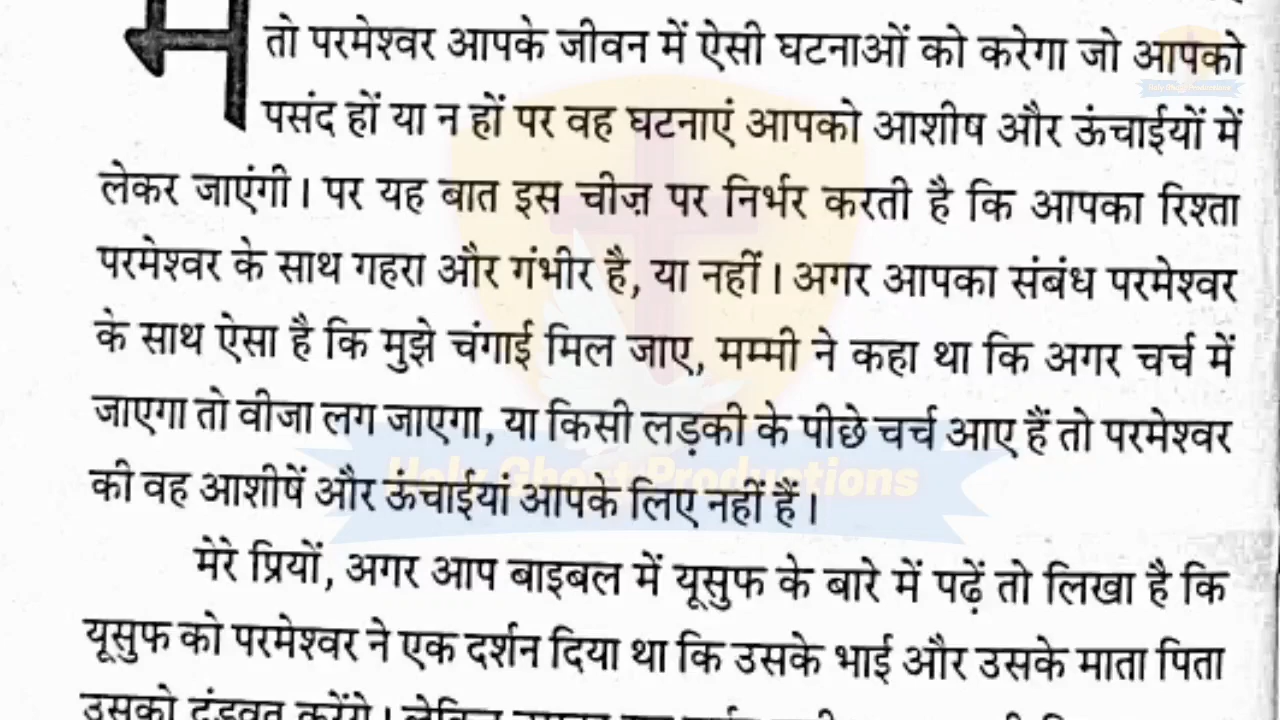 तो परमेश्वर आपके जीवन में ऐसी घटनाओं को करेगा जो आपको
पसंद हों या न हों पर वह घटनाएं आपको आशीष और ऊंचाईयों में
लेकर जाएंगी। पर यह बात इस चीज़ पर निर्भर करती है कि आपका रिश्ता
परमेश्वर के साथ गहरा और गंभीर है, या नहीं। अगर आपका संबंध परमेश्वर
के साथ ऐसा है कि मुझे चंगाई मिल जाए, मम्मी ने कहा था कि अगर चर्च में
जाएगा तो वीजा लग जाएगा, या किसी लड़की के पीछे चर्च आए हैं तो परमेश्वर
की वह आशीषें और ऊंचाईयां आपके लिए नहीं हैं।
Holy Ghost Productions
मेरे प्रियों, अगर आप बाइबल में यूसुफ के बारे में पढ़ें तो लिखा है कि
यूसुफ को परमेश्वर ने एक दर्शन दिया था कि उसके भाई और उसके माता पिता
उसको दंडवत करेंगे। लेकिन